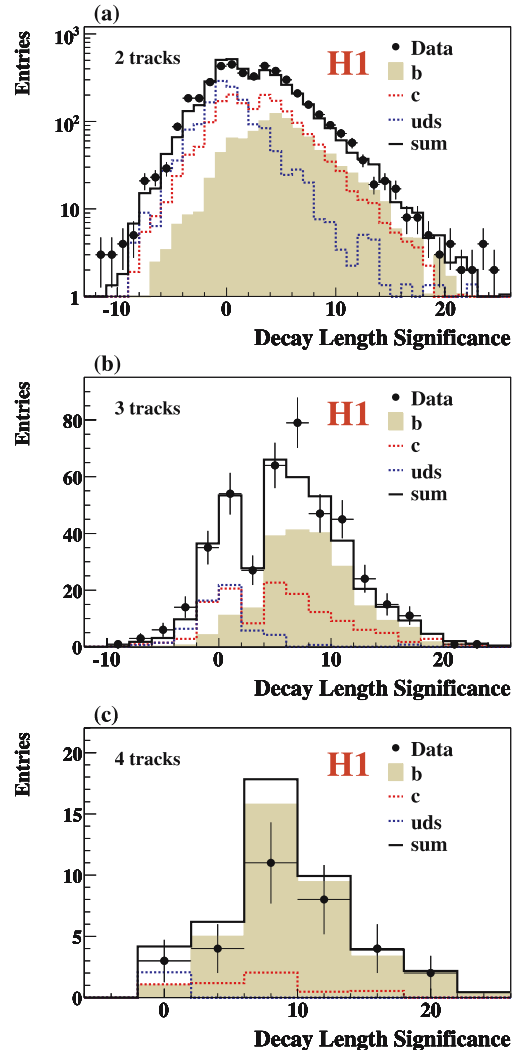 (a)
Entries
10³
10²
10
1
2 tracks
H1
Data
b
c
uds
sum
-10 0 10 20
Decay Length Significance
(b)
Entries
80
60
40
20
0
3 tracks
H1
Data
b
c
uds
sum
-10 0 10 20
Decay Length Significance
(c)
Entries
20
15
10
5
0
4 tracks
H1
Data
b
c
uds
sum
0 10 20
Decay Length Significance